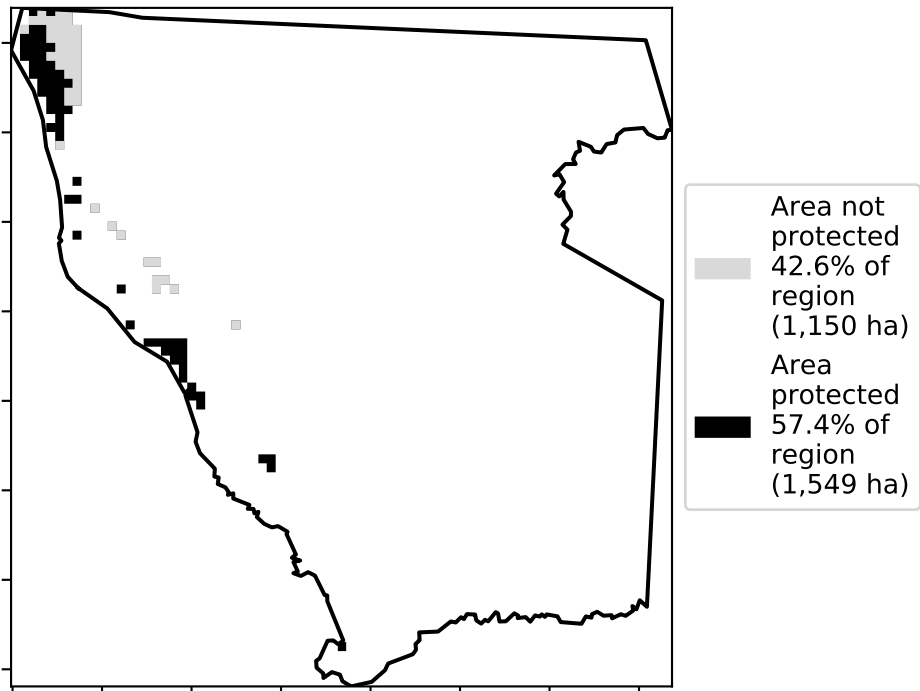 Area not
protected
42.6% of
region
(1,150 ha)
Area
protected
57.4% of
region
(1,549 ha)